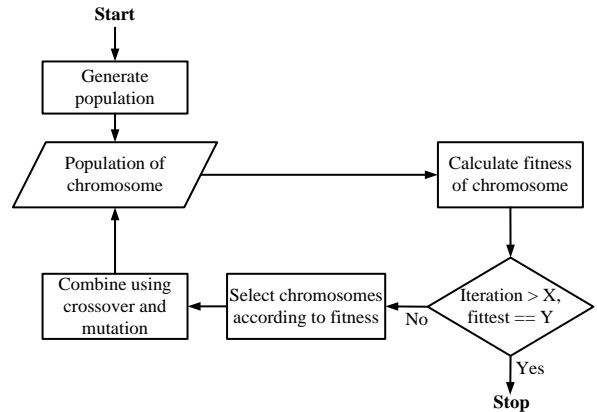 Start
Generate
population
Population of
chromosome
Calculate fitness
of chromosome
Combine using
crossover and
mutation
Select chromosomes
according to fitness
No
Iteration > X,
fittest == Y
Yes
Stop